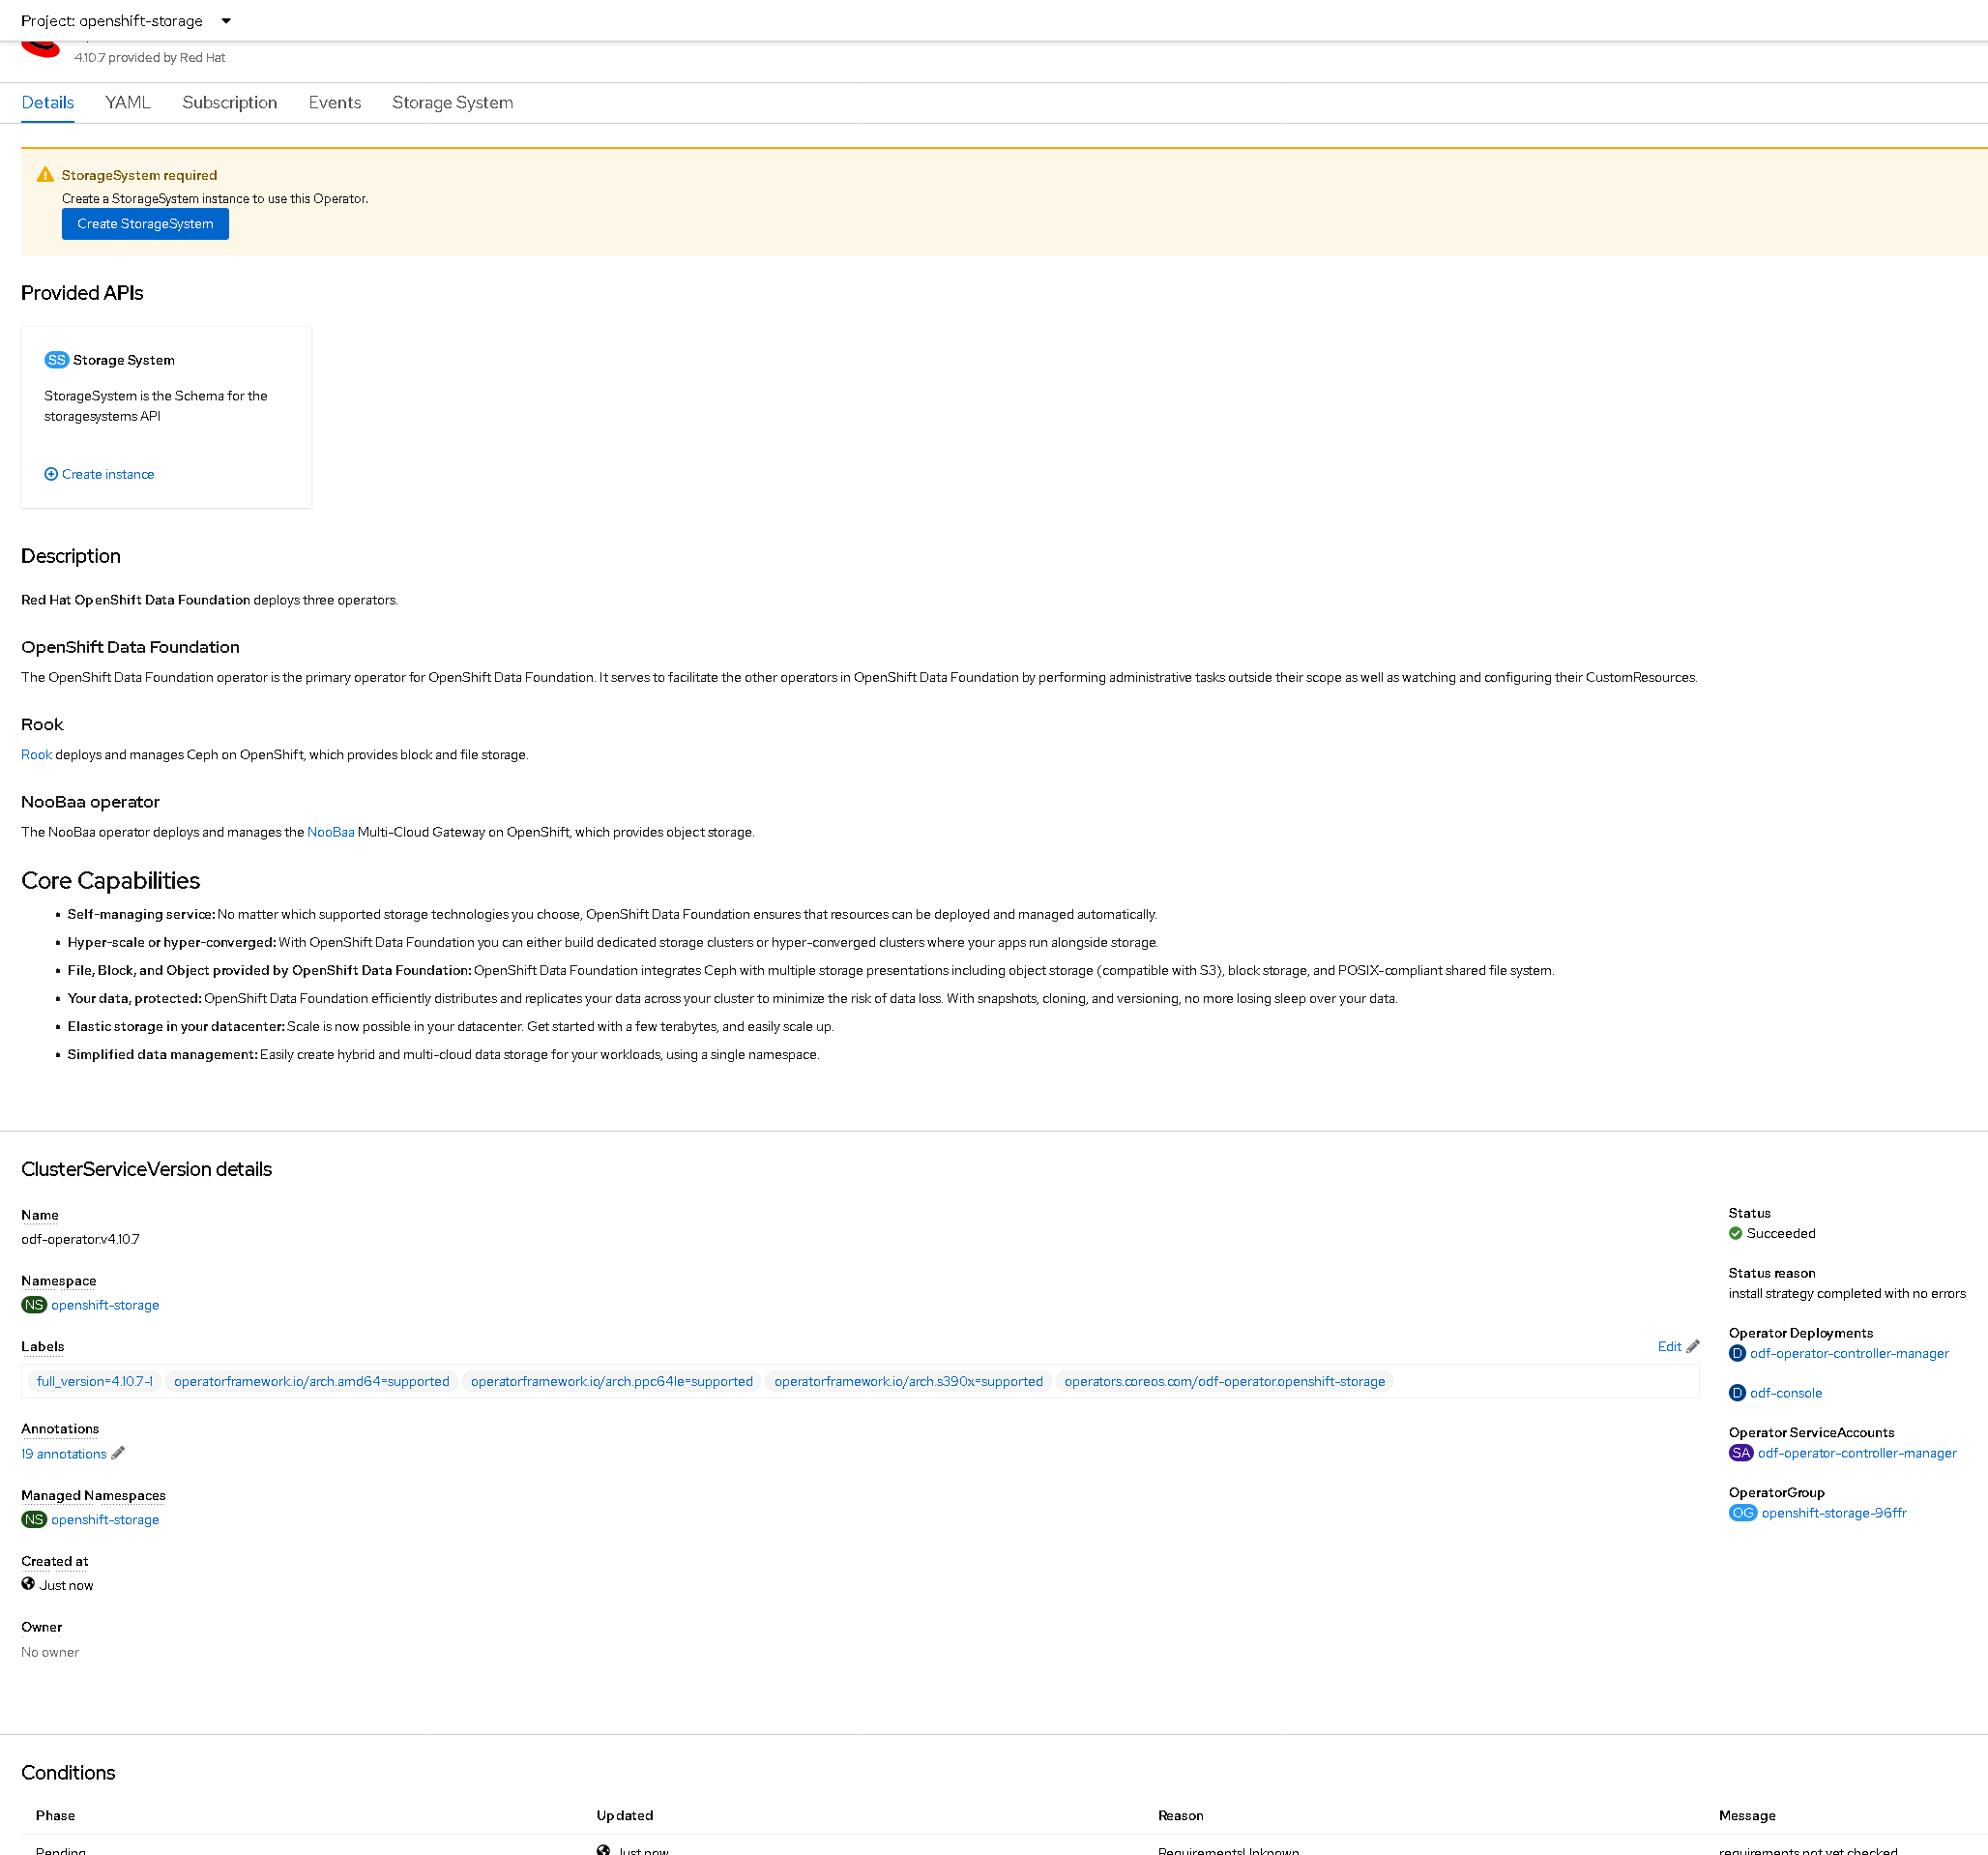 Project: openshift-storage
4.10.7 provided by Red Hat
Details YAML Subscription Events Storage System
StorageSystem required
Create a StorageSystem instance to use this Operator.
Create StorageSystem
Provided APIs
SS Storage System
StorageSystem is the Schema for the
storagesystems API
Create instance
Description
Red Hat OpenShift Data Foundation deploys three operators.
OpenShift Data Foundation
The OpenShift Data Foundation operator is the primary operator for OpenShift Data Foundation. It serves to facilitate the other operators in OpenShift Data Foundation by performing administrative tasks outside their scope as well as watching and configuring their CustomResources.
Rook
Rook deploys and manages Ceph on OpenShift, which provides block and file storage.
NooBaa operator
The NooBaa operator deploys and manages the NooBaa Multi-Cloud Gateway on OpenShift, which provides object storage.
Core Capabilities
• Self-managing service: No matter which supported storage technologies you choose, OpenShift Data Foundation ensures that resources can be deployed and managed automatically.
• Hyper-scale or hyper-converged: With OpenShift Data Foundation you can either build dedicated storage clusters or hyper-converged clusters where your apps run alongside storage.
• File, Block, and Object provided by OpenShift Data Foundation: OpenShift Data Foundation integrates Ceph with multiple storage presentations including object storage (compatible with S3), block storage, and POSIX-compliant shared file system.
• Your data, protected: OpenShift Data Foundation efficiently distributes and replicates your data across your cluster to minimize the risk of data loss. With snapshots, cloning, and versioning, no more losing sleep over your data.
• Elastic storage in your datacenter: Scale is now possible in your datacenter. Get started with a few terabytes, and easily scale up.
• Simplified data management: Easily create hybrid and multi-cloud data storage for your workloads, using a single namespace.
ClusterServiceVersion details
Name
odf-operator.v4.10.7
Namespace
NS openshift-storage
Labels Edit
full_version=4.10.7-1 operatorframework.io/arch.amd64=supported operatorframework.io/arch.ppc64le=supported operatorframework.io/arch.s390x=supported operators.coreos.com/odf-operator.openshift-storage
Annotations
19 annotations
Managed Namespaces
NS openshift-storage
Created at
Just now
Owner
No owner
Status
Succeeded
Status reason
install strategy completed with no errors
Operator Deployments
D odf-operator-controller-manager
D odf-console
Operator ServiceAccounts
SA odf-operator-controller-manager
OperatorGroup
OG openshift-storage-96ffr
Conditions
Phase Updated Reason Message
Pending Just now RequirementsUnknown requirements not yet checked